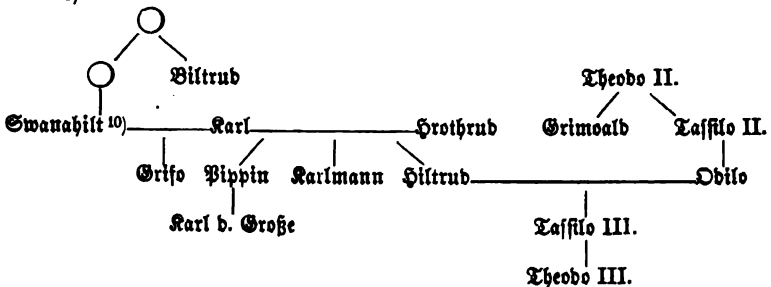 Biltrud Theodo II.
Swanahilt 10) Karl Hrothrud Grimoald Tassilo II.
Grifo Pippin Karlmann Hiltrud Odilo
Karl d. Große Tassilo III.
Theodo III.